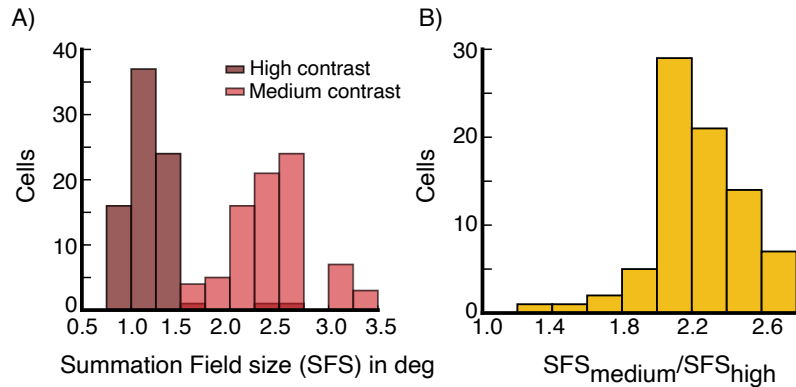 A)
40
30
20
10
0
Cells
High contrast
Medium contrast
0.5 1.0 1.5 2.0 2.5 3.0 3.5
Summation Field size (SFS) in deg
B)
30
20
10
0
Cells
1.0 1.4 1.8 2.2 2.6
SFSmedium/SFShigh